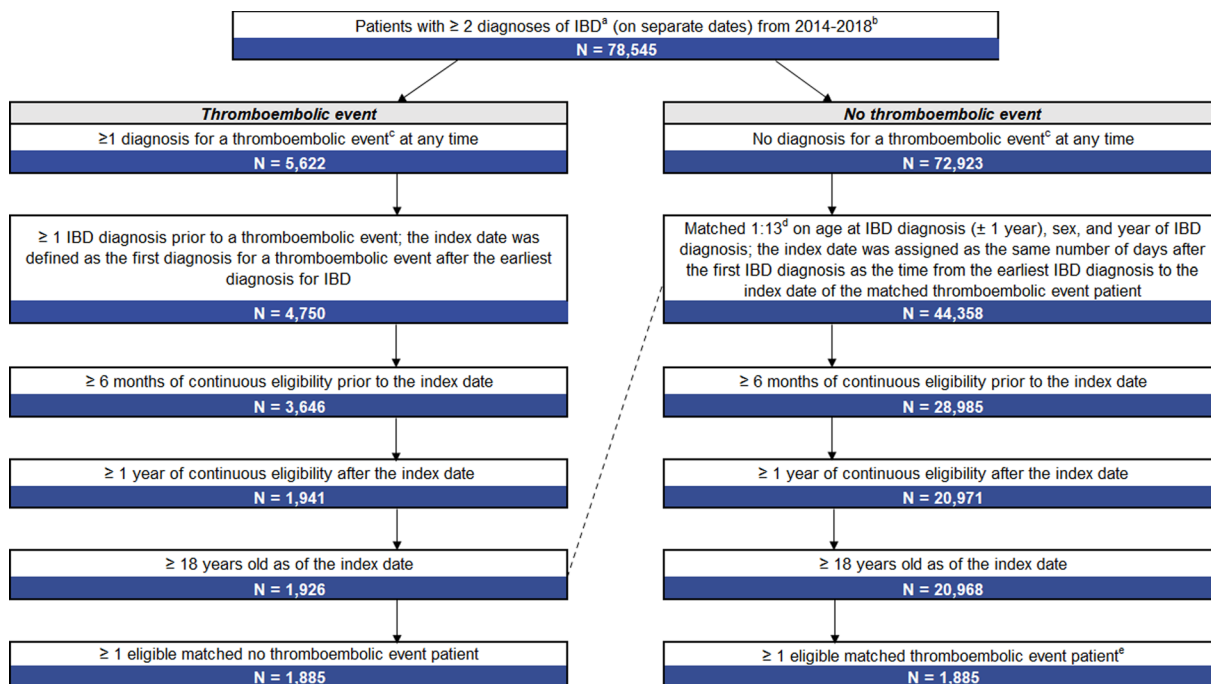 Patients with ≥ 2 diagnoses of IBDᵃ (on separate dates) from 2014-2018ᵇ
N = 78,545
Thromboembolic event
≥1 diagnosis for a thromboembolic eventᶜ at any time
N = 5,622
≥ 1 IBD diagnosis prior to a thromboembolic event; the index date was
defined as the first diagnosis for a thromboembolic event after the earliest
diagnosis for IBD
N = 4,750
≥ 6 months of continuous eligibility prior to the index date
N = 3,646
≥ 1 year of continuous eligibility after the index date
N = 1,941
≥ 18 years old as of the index date
N = 1,926
≥ 1 eligible matched no thromboembolic event patient
N = 1,885
No thromboembolic event
No diagnosis for a thromboembolic eventᶜ at any time
N = 72,923
Matched 1:13ᵈ on age at IBD diagnosis (± 1 year), sex, and year of IBD
diagnosis; the index date was assigned as the same number of days after
the first IBD diagnosis as the time from the earliest IBD diagnosis to the
index date of the matched thromboembolic event patient
N = 44,358
≥ 6 months of continuous eligibility prior to the index date
N = 28,985
≥ 1 year of continuous eligibility after the index date
N = 20,971
≥ 18 years old as of the index date
N = 20,968
≥ 1 eligible matched thromboembolic event patientᵉ
N = 1,885